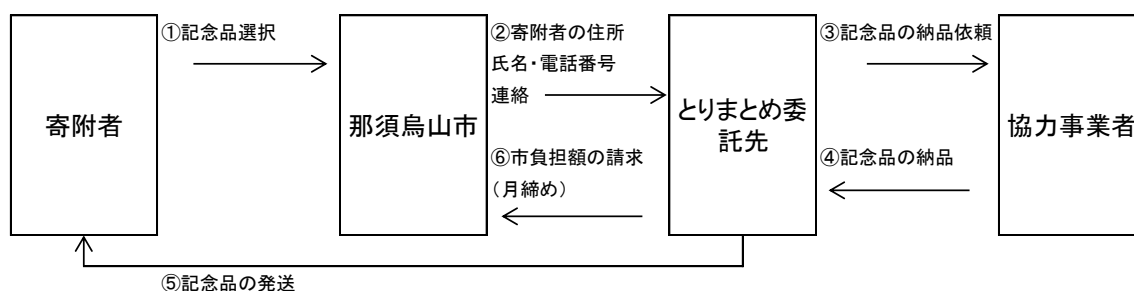 ①記念品選択
②寄附者の住所
氏名・電話番号
連絡
③記念品の納品依頼
寄附者
那須烏山市
とりまとめ委
託先
協力事業者
⑥市負担額の請求
（月締め）
④記念品の納品
⑤記念品の発送